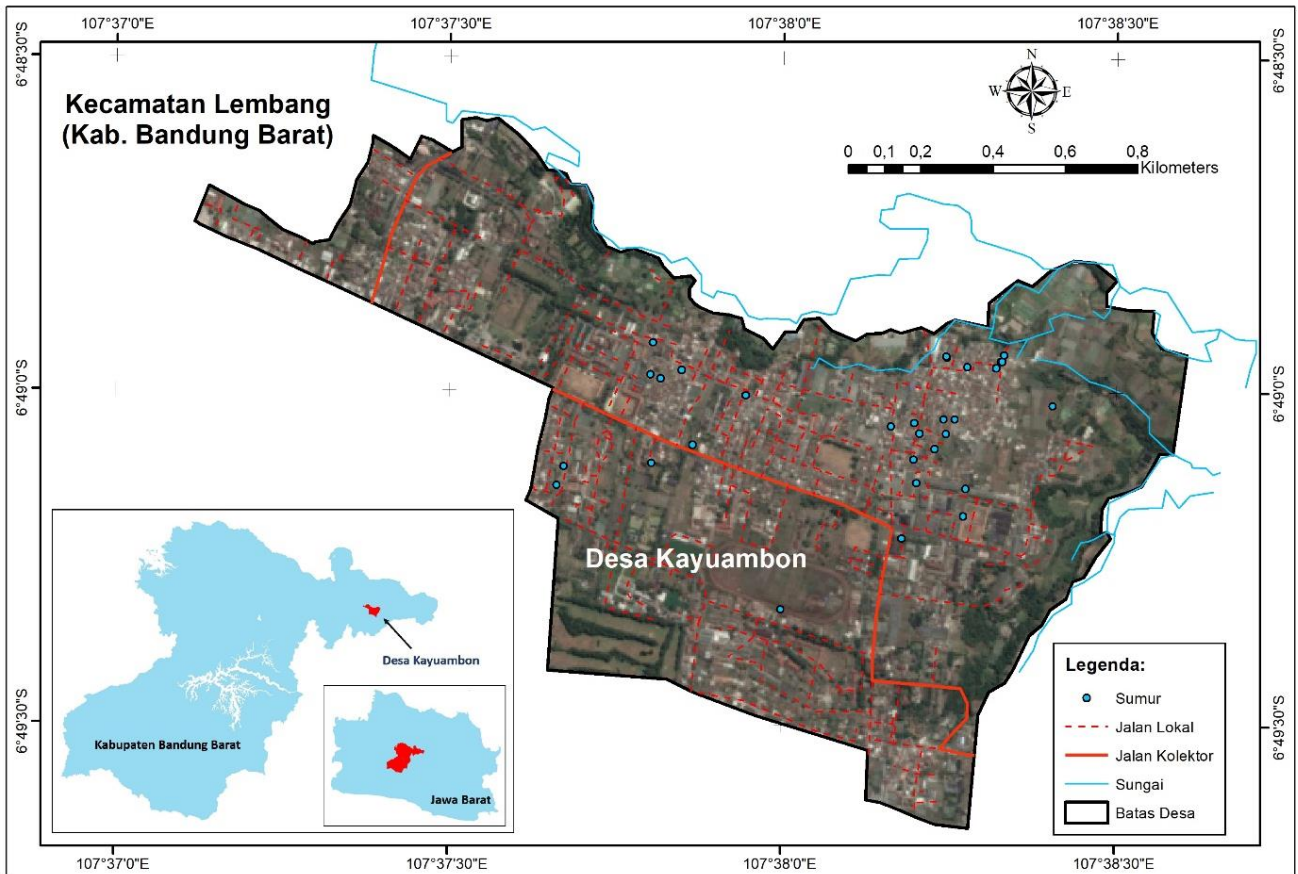 107°37'0"E
107°37'30"E
107°38'0"E
107°38'30"E
6°48'30"S
6°48'30"S
Kecamatan Lembang
(Kab. Bandung Barat)
N
W
E
S
0
0,1
0,2
0,4
0,6
0,8
Kilometers
6°49'0"S
6°49'0"S
Desa Kayuambon
Desa Kayuambon
Kabupaten Bandung Barat
Jawa Barat
Legenda:
Sumur
Jalan Lokal
Jalan Kolektor
Sungai
Batas Desa
6°49'30"S
6°49'30"S
107°37'0"E
107°37'30"E
107°38'0"E
107°38'30"E